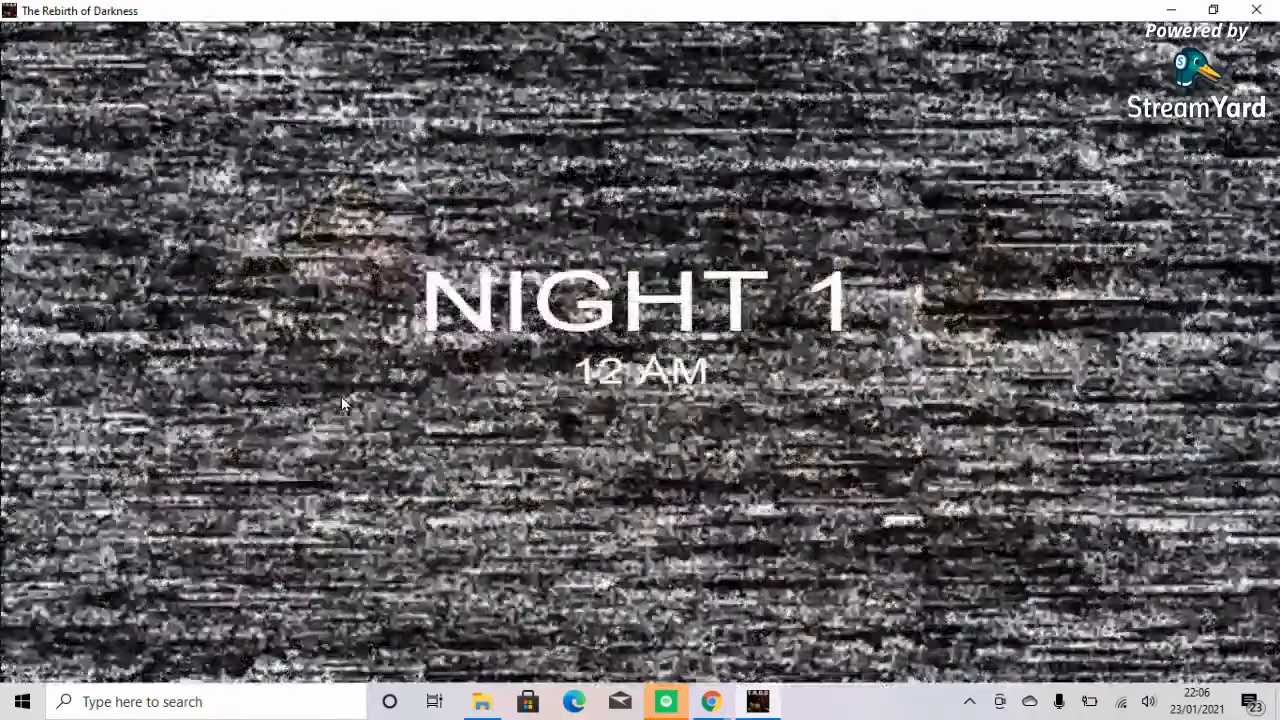 The Rebirth of Darkness
Powered by
StreamYard
NIGHT 1
12 AM
Type here to search
22:06
23/01/2021
23